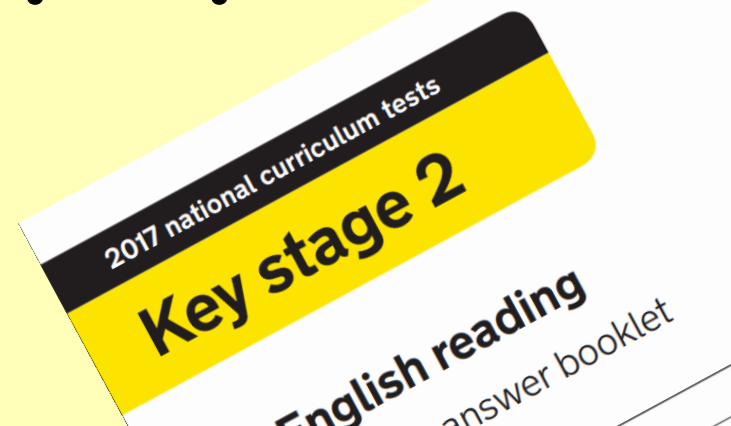 2017 national curriculum tests
Key stage 2
English reading
answer booklet